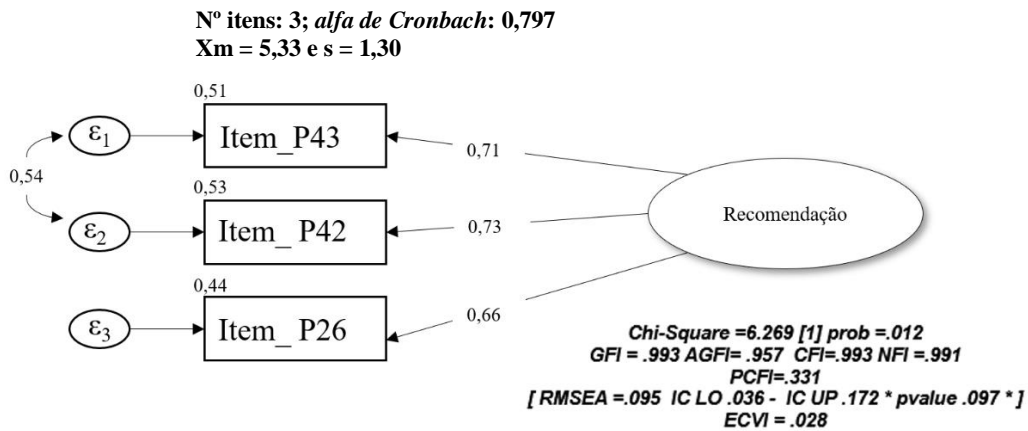 Nº itens: 3; alfa de Cronbach: 0,797
Xm = 5,33 e s = 1,30
0,51
ε1
Item_P43
0,71
0,54
0,53
ε2
Item_ P42
0,73
Recomendação
0,44
ε3
Item_ P26
0,66
Chi-Square =6.269 [1] prob =.012
GFI = .993 AGFI= .957 CFI=.993 NFI =.991
PCFI=.331
[ RMSEA =.095 IC LO .036 - IC UP .172 * pvalue .097 * ]
ECVI = .028